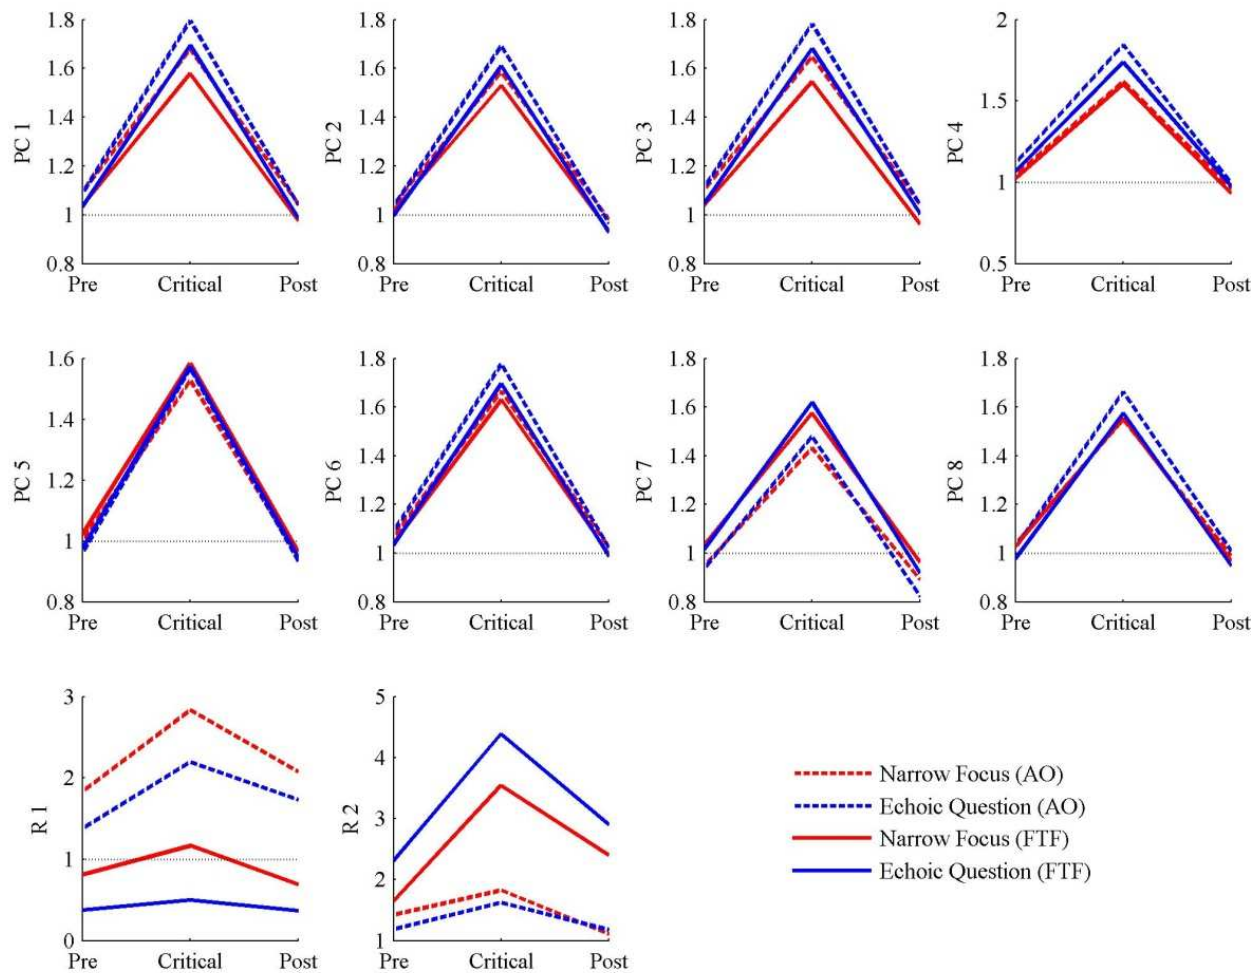 1.8
1.6
1.4
1.2
1
0.8
PC 1
Pre Critical Post
1.8
1.6
1.4
1.2
1
0.8
PC 2
Pre Critical Post
1.8
1.6
1.4
1.2
1
0.8
PC 3
Pre Critical Post
2
1.5
1
0.5
PC 4
Pre Critical Post
1.6
1.4
1.2
1
0.8
PC 5
Pre Critical Post
1.8
1.6
1.4
1.2
1
0.8
PC 6
Pre Critical Post
1.8
1.6
1.4
1.2
1
0.8
PC 7
Pre Critical Post
1.8
1.6
1.4
1.2
1
0.8
PC 8
Pre Critical Post
3
2
1
0
R 1
Pre Critical Post
5
4
3
2
1
R 2
Pre Critical Post
Narrow Focus (AO)
Echoic Question (AO)
Narrow Focus (FTF)
Echoic Question (FTF)